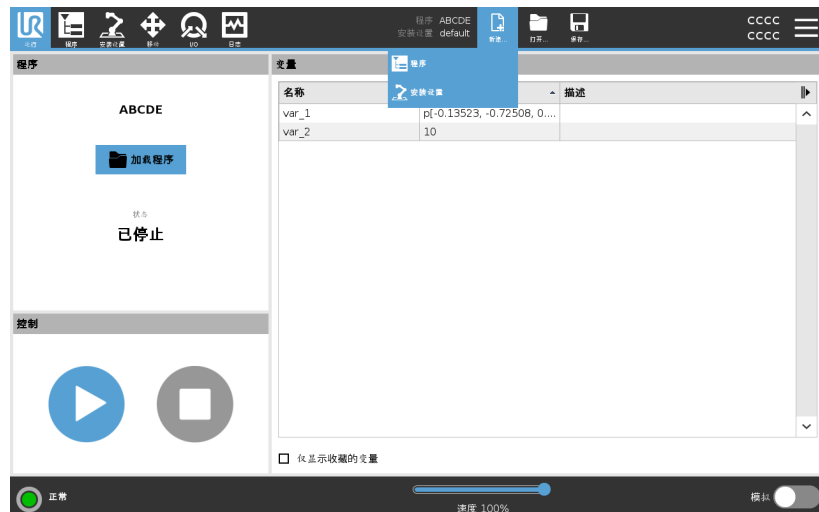 UR
运行
程序
安装设置
移动
I/O
日志
程序 ABCDE
安装设置 default
新建...
打开...
保存...
CCCC
CCCC
程序
变量
程序
安装设置
名称
描述
ABCDE
var_1 p[-0.13523, -0.72508, 0....
var_2 10
加载程序
状态
已停止
控制
仅显示收藏的变量
正常
速度 100%
模拟